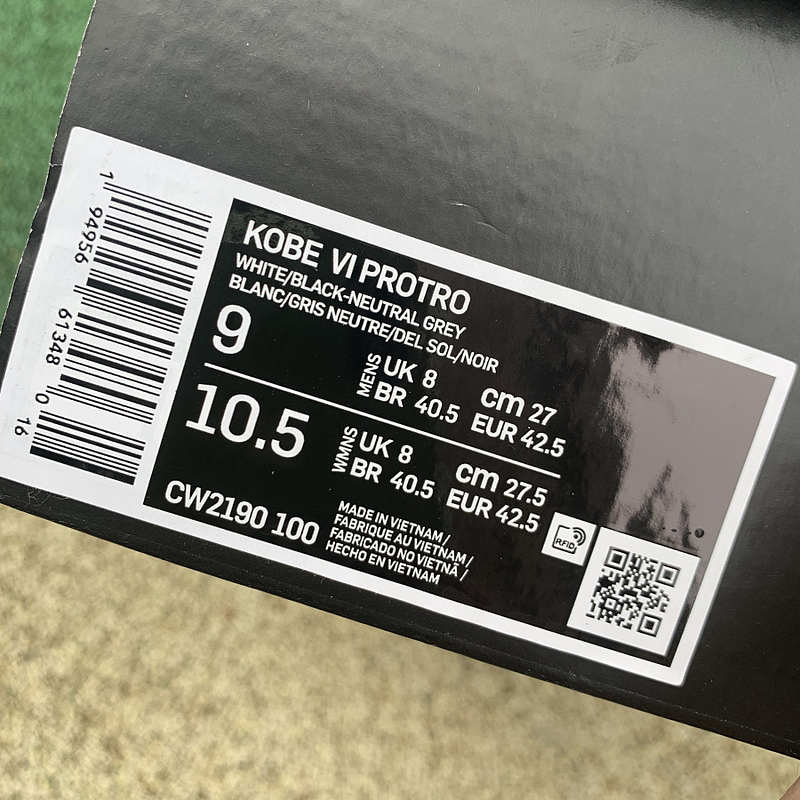 KOBE VI PROTRO
WHITE/BLACK-NEUTRAL GREY
BLANC/GRIS NEUTRE/DEL SOL/NOIR
9
MENS
UK 8
BR 40.5
cm 27
EUR 42.5
10.5
WMNS
UK 8
BR 40.5
cm 27.5
EUR 42.5
CW2190 100
MADE IN VIETNAM/
FABRIQUE AU VIETNAM/
FABRICADO NO VIETNÃ /
HECHO EN VIETNAM
RFID
1 94956 61348 0 16